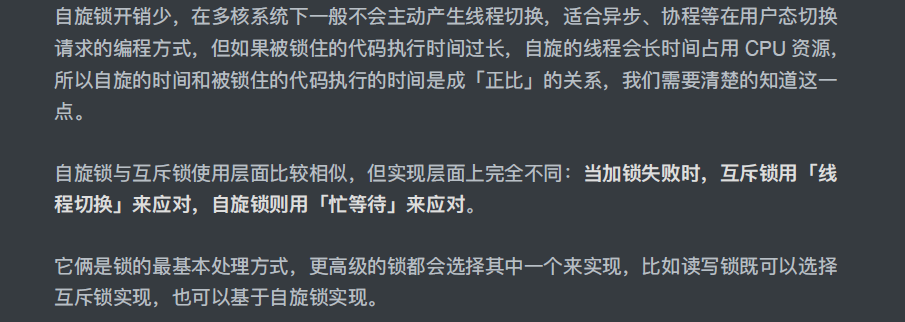 自旋锁开销少，在多核系统下一般不会主动产生线程切换，适合异步、协程等在用户态切换
请求的编程方式，但如果被锁住的代码执行时间过长，自旋的线程会长时间占用 CPU 资源，
所以自旋的时间和被锁住的代码执行的时间是成「正比」的关系，我们需要清楚的知道这一
点。
自旋锁与互斥锁使用层面比较相似，但实现层面上完全不同：当加锁失败时，互斥锁用「线
程切换」来应对，自旋锁则用「忙等待」来应对。
它俩是锁的最基本处理方式，更高级的锁都会选择其中一个来实现，比如读写锁既可以选择
互斥锁实现，也可以基于自旋锁实现。